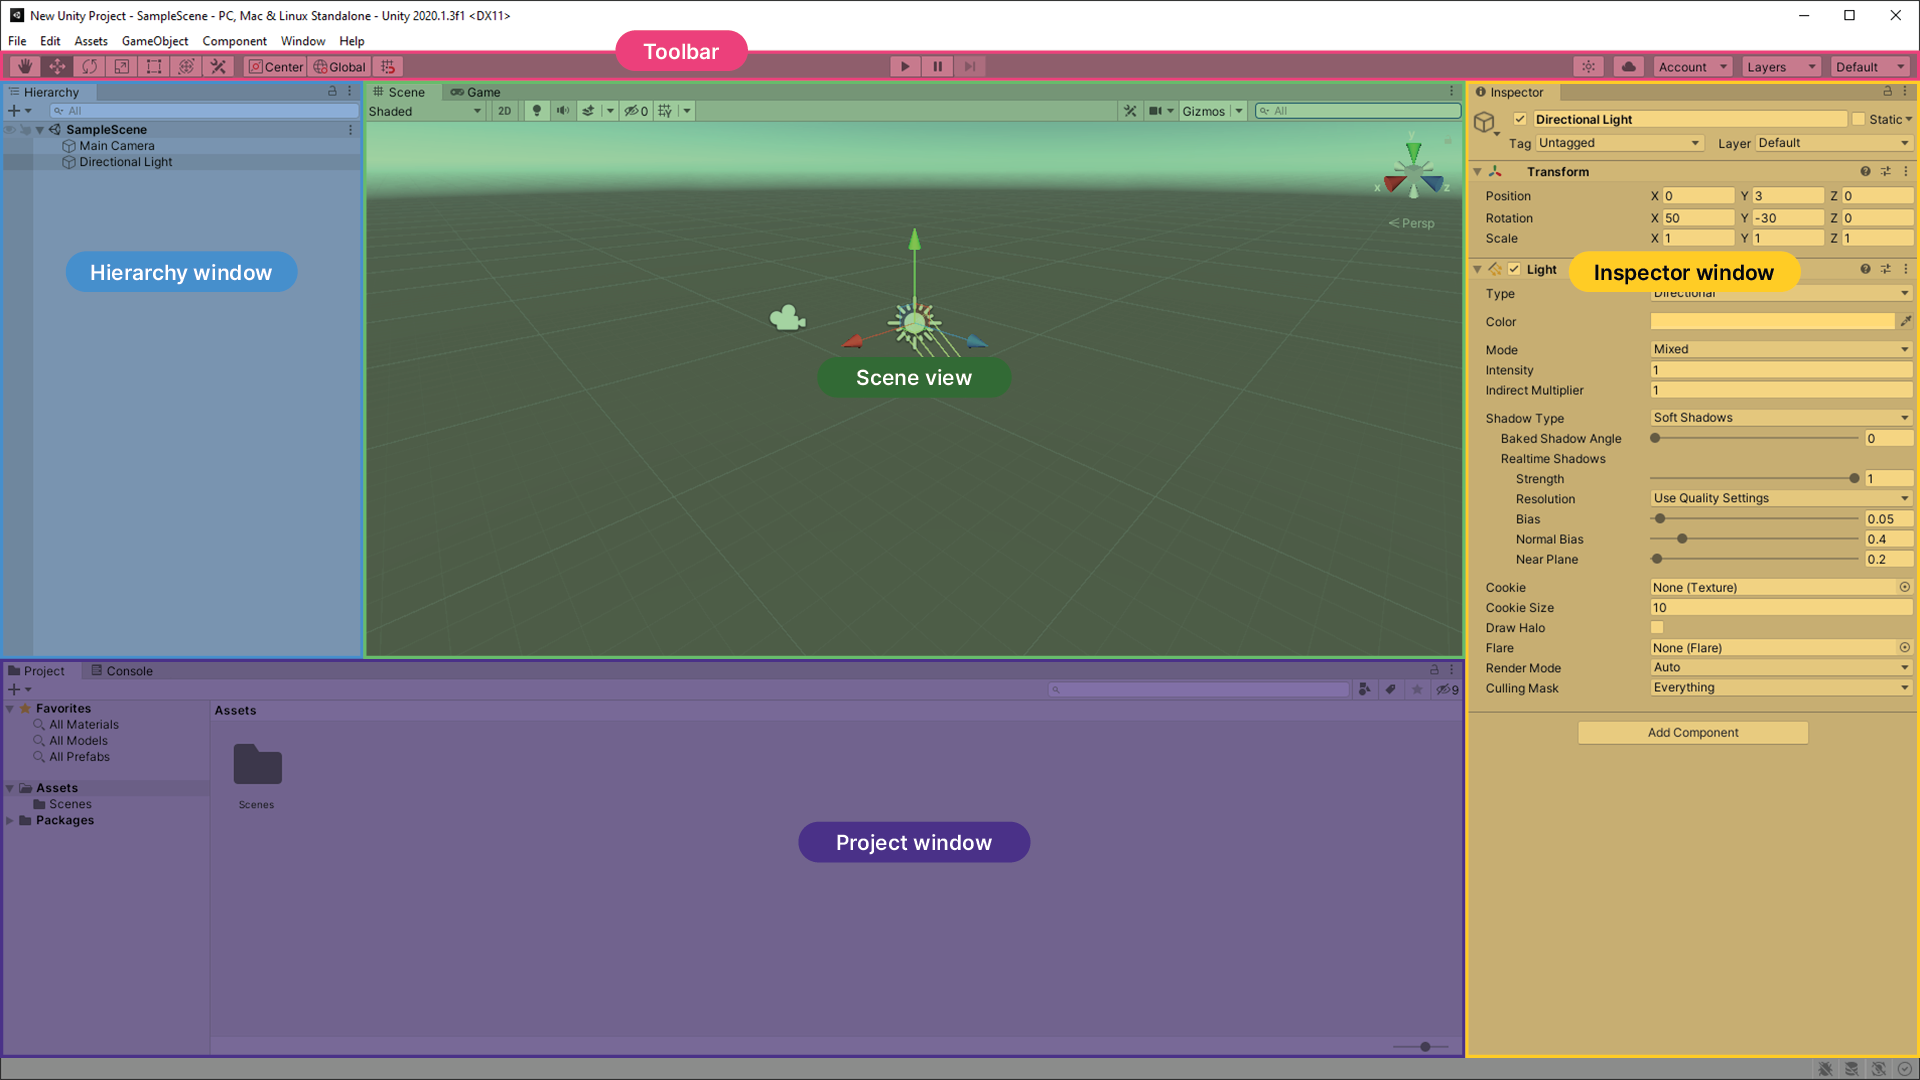 New Unity Project - SampleScene - PC, Mac & Linux Standalone - Unity 2020.1.3f1 <DX11>
File Edit Assets GameObject Component Window Help
Toolbar
Center Global Account Layers Default
Hierarchy
All
SampleScene
Main Camera
Directional Light
Hierarchy window
Scene Game
Shaded 2D 0 Gizmos All
y
x z
Persp
Scene view
Inspector
Directional Light Static
Tag Untagged Layer Default
Transform
Position X 0 Y 3 Z 0
Rotation X 50 Y -30 Z 0
Scale X 1 Y 1 Z 1
Light
Inspector window
Type Directional
Color
Mode Mixed
Intensity 1
Indirect Multiplier 1
Shadow Type Soft Shadows
Baked Shadow Angle 0
Realtime Shadows
Strength 1
Resolution Use Quality Settings
Bias 0.05
Normal Bias 0.4
Near Plane 0.2
Cookie None (Texture)
Cookie Size 10
Draw Halo
Flare None (Flare)
Render Mode Auto
Culling Mask Everything
Add Component
Project Console
9
Favorites
All Materials
All Models
All Prefabs
Assets
Scenes
Packages
Assets
Scenes
Project window